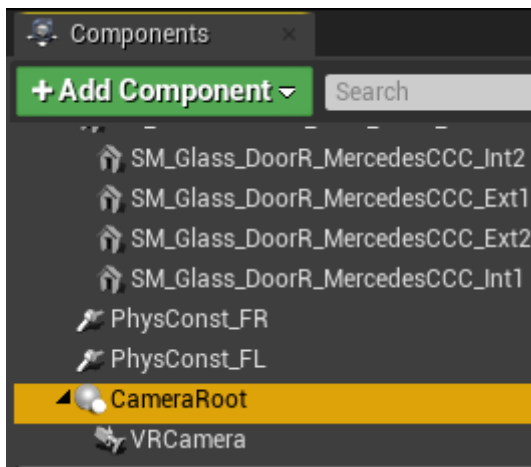 Components
+ Add Component
Search
SM_Glass_DoorR_MercedesCCC_Int2
SM_Glass_DoorR_MercedesCCC_Ext1
SM_Glass_DoorR_MercedesCCC_Ext2
SM_Glass_DoorR_MercedesCCC_Int1
PhysConst_FR
PhysConst_FL
CameraRoot
VRCamera